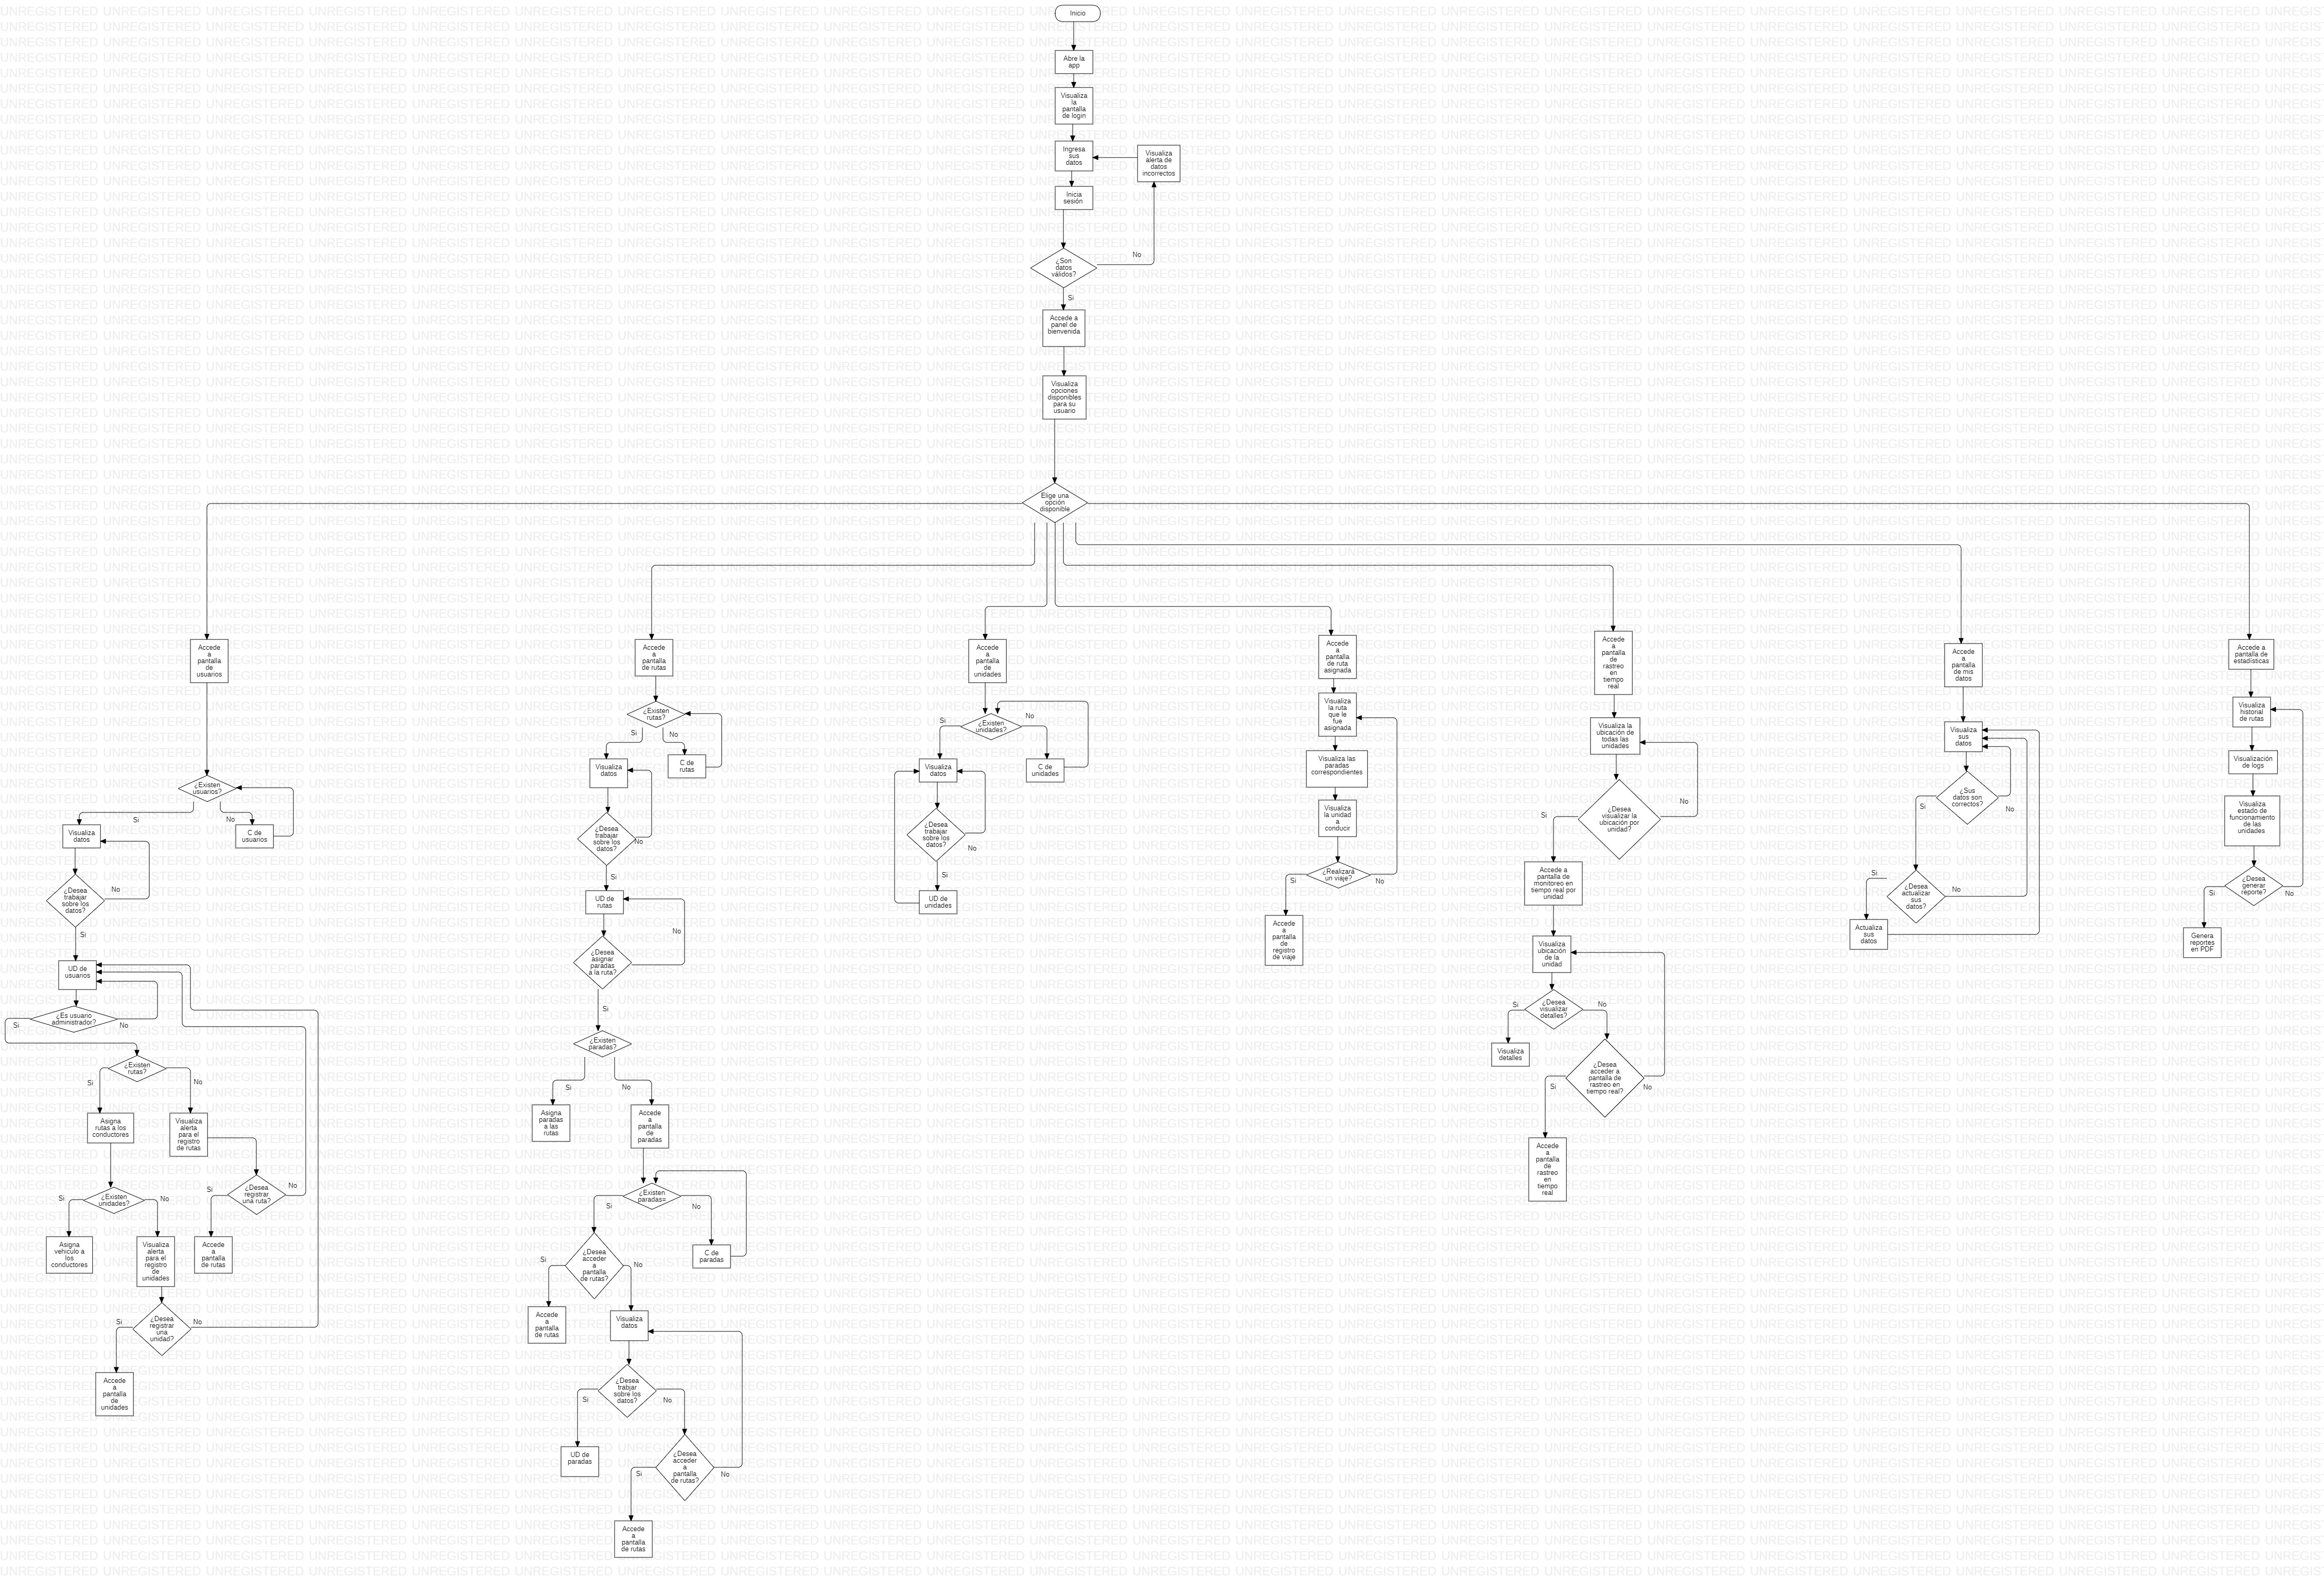 Inicio
Abre la
app
Visualiza
la
pantalla
de login
Ingresa
sus
datos
Visualiza
alerta de
datos
incorrectos
Inicia
sesión
No
¿Son
datos
válidos?
Si
Accede a
panel de
bienvenida
Visualiza
opciones
disponibles
para su
usuario
Elige una
opción
disponible
Accede
a
pantalla
de
usuarios
¿Existen
usuarios?
Si
No
Visualiza
datos
C de
usuarios
¿Desea
trabajar
sobre los
datos?
No
Si
UD de
usuarios
¿Es usuario
administrador?
Si
No
¿Existen
rutas?
Si
No
Asigna
rutas a los
conductores
Visualiza
alerta
para el
registro
de rutas
¿Existen
unidades?
Si
No
¿Desea
registrar
una ruta?
Si
No
Asigna
vehiculo a
los
conductores
Visualiza
alerta
para el
registro
de
unidades
Accede
a
pantalla
de rutas
¿Desea
registrar
una
unidad?
Si
No
Accede
a
pantalla
de
unidades
Accede
a
pantalla
de rutas
¿Existen
rutas?
Si
No
Visualiza
datos
C de
rutas
¿Desea
trabajar
sobre los
datos?
No
Si
UD de
rutas
No
¿Desea
asignar
paradas
a la ruta?
Si
¿Existen
paradas?
Si
No
Asigna
paradas
a las
rutas
Accede
a
pantalla
de
paradas
¿Existen
paradas=
Si
No
C de
paradas
¿Desea
acceder
a
pantalla
de rutas?
Si
No
Accede
a
pantalla
de rutas
Visualiza
datos
¿Desea
trabjar
sobre los
datos?
Si
No
UD de
paradas
¿Desea
acceder
a
pantalla
de rutas?
Si
No
Accede
a
pantalla
de rutas
Accede
a
pantalla
de
unidades
¿Existen
unidades?
Si
No
Visualiza
datos
C de
unidades
¿Desea
trabajar
sobre los
datos?
No
Si
UD de
unidades
Accede
a
pantalla
de ruta
asignada
Visualiza
la ruta
que le
fue
asignada
Visualiza las
paradas
correspondientes
Visualiza
la unidad
a
conducir
¿Realizará
un viaje?
Si
No
Accede
a
pantalla
de
registro
de viaje
Accede
a
pantalla
de
rastreo
en
tiempo
real
Visualiza la
ubicación de
todas las
unidades
¿Desea
visualizar la
ubicación por
unidad?
Si
No
Accede a
pantalla de
monitoreo en
tiempo real por
unidad
Visualiza
ubicación
de la
unidad
¿Desea
visualizar
detalles?
Si
No
Visualiza
detalles
¿Desea
acceder a
pantalla de
rastreo en
tiempo real?
Si
No
Accede
a
pantalla
de
rastreo
en
tiempo
real
Accede
a
pantalla
de mis
datos
Visualiza
sus
datos
¿Sus
datos son
correctos?
Si
No
¿Desea
actualizar
sus
datos?
Si
No
Actualiza
sus
datos
Accede a
pantalla de
estadísticas
Visualiza
historial
de rutas
Visualización
de logs
Visualiza
estado de
funcionamiento
de las
unidades
¿Desea
generar
reporte?
Si
No
Genera
reportes
en PDF